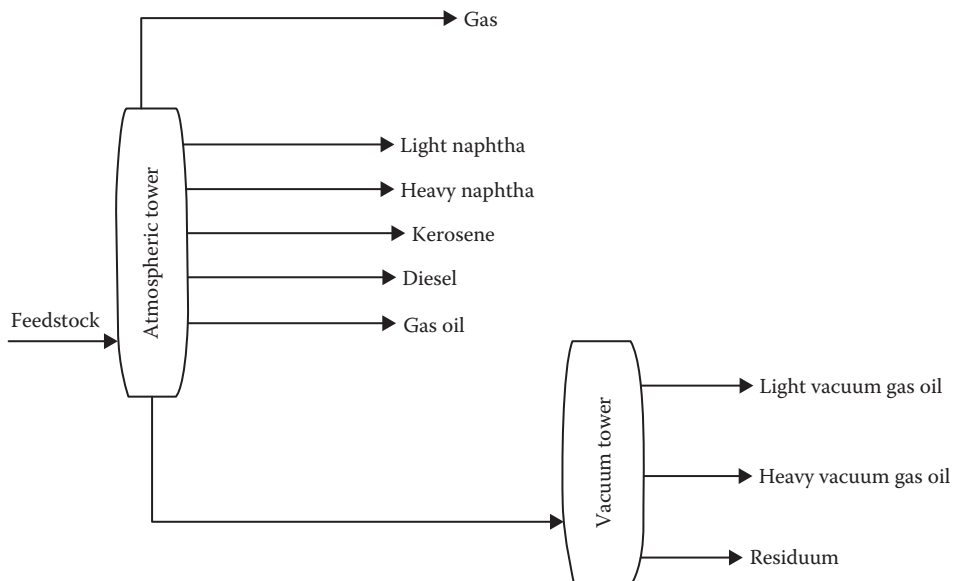 Gas
Light naphtha
Heavy naphtha
Kerosene
Diesel
Gas oil
Atmospheric tower
Feedstock
Light vacuum gas oil
Heavy vacuum gas oil
Residuum
Vacuum tower